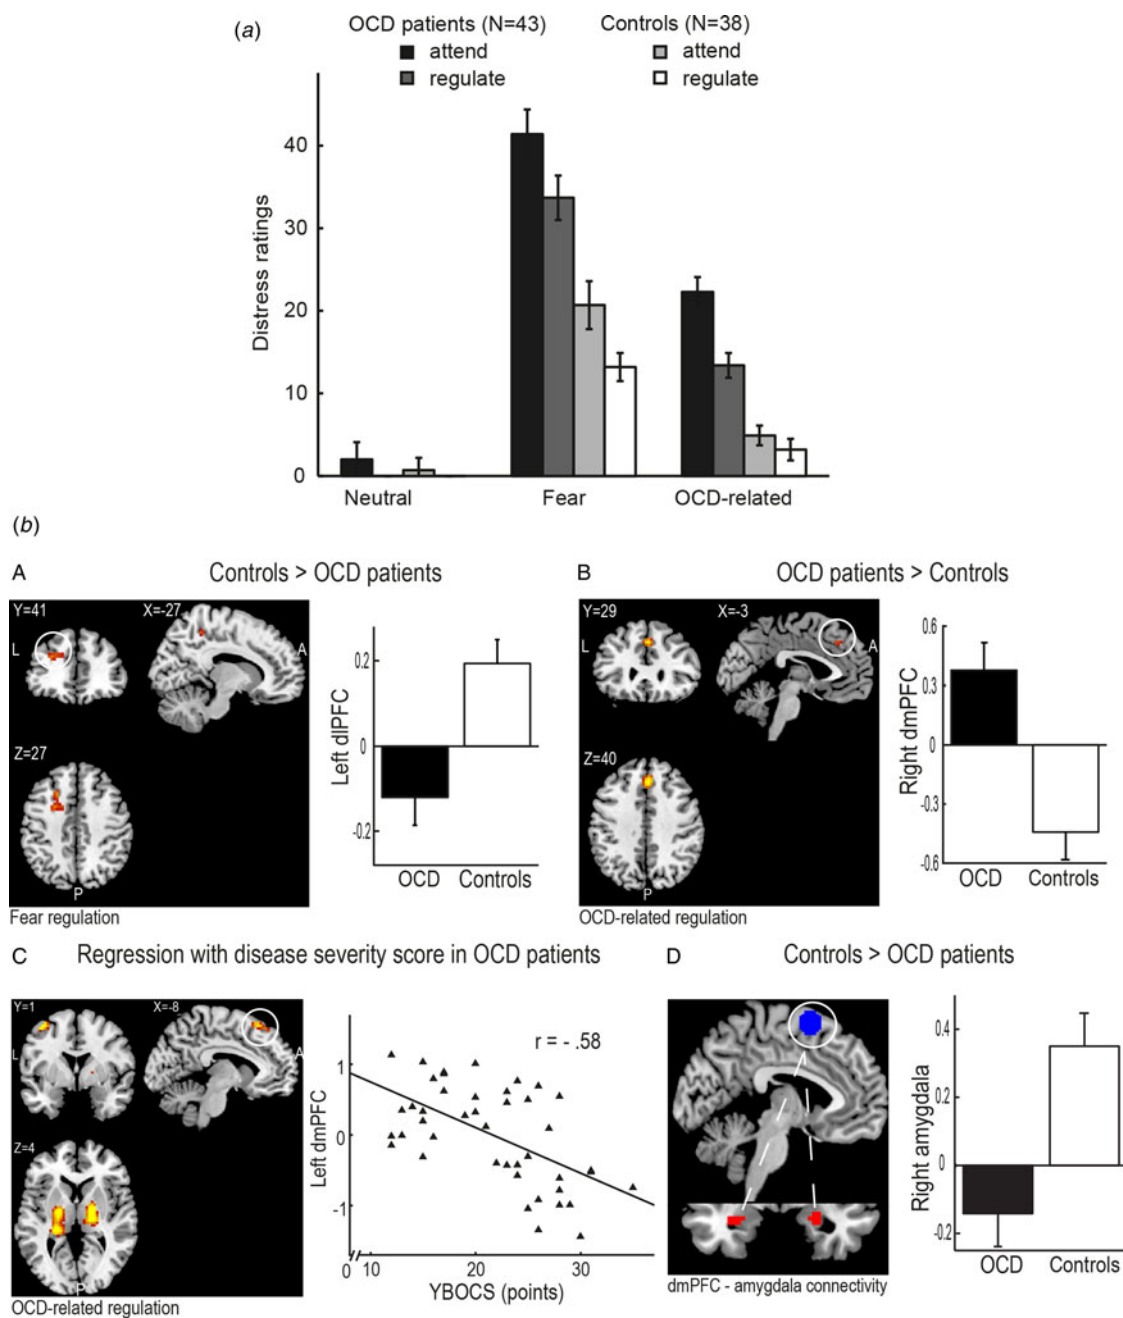 (a)
OCD patients (N=43) Controls (N=38)
attend attend
regulate regulate
Distress ratings
40
30
20
10
0
Neutral Fear OCD-related
(b)
A Controls > OCD patients
Y=41 X=-27
L A
Z=27
P
Fear regulation
Left dlPFC
0.2
0
-0.2
OCD Controls
B OCD patients > Controls
Y=29 X=-3
L A
Z=40
P
OCD-related regulation
Right dmPFC
0.6
0.3
0
-0.3
-0.6
OCD Controls
C Regression with disease severity score in OCD patients
Y=1 X=-8
L A
Z=4
P
OCD-related regulation
r = - .58
Left dmPFC
1
0
-1
0 10 20 30
YBOCS (points)
D Controls > OCD patients
dmPFC - amygdala connectivity
Right amygdala
0.4
0.2
0
-0.2
OCD Controls